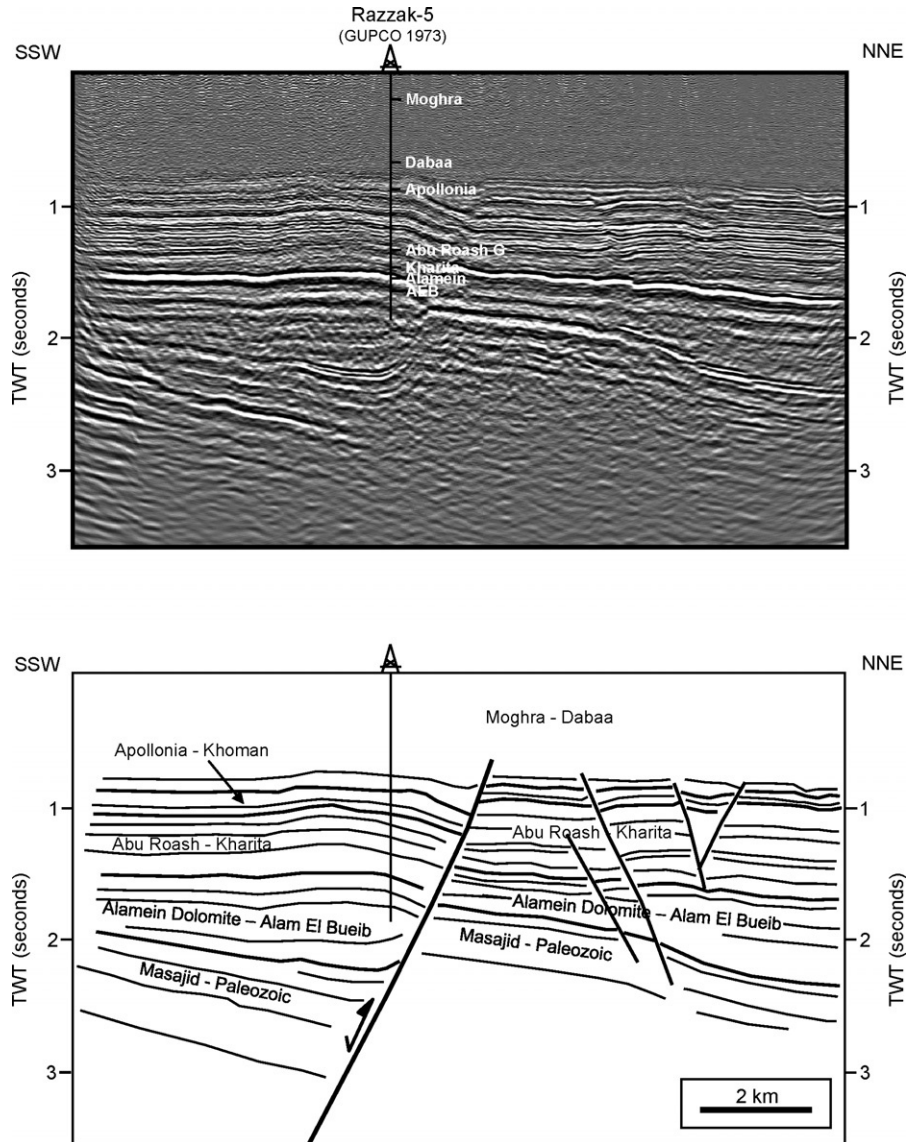 Razzak-5
(GUPCO 1973)
SSW
NNE
Moghra
Dabaa
Apollonia
Abu Roash G
Kharita
Alamein
AEB
1
2
3
TWT (seconds)
1
2
3
TWT (seconds)
SSW
NNE
Moghra - Dabaa
Apollonia - Khoman
Abu Roash - Kharita
Abu Roash - Kharita
Alamein Dolomite – Alam El Bueib
Alamein Dolomite – Alam El Bueib
Masajid - Paleozoic
Masajid - Paleozoic
1
2
3
TWT (seconds)
1
2
3
TWT (seconds)
2 km